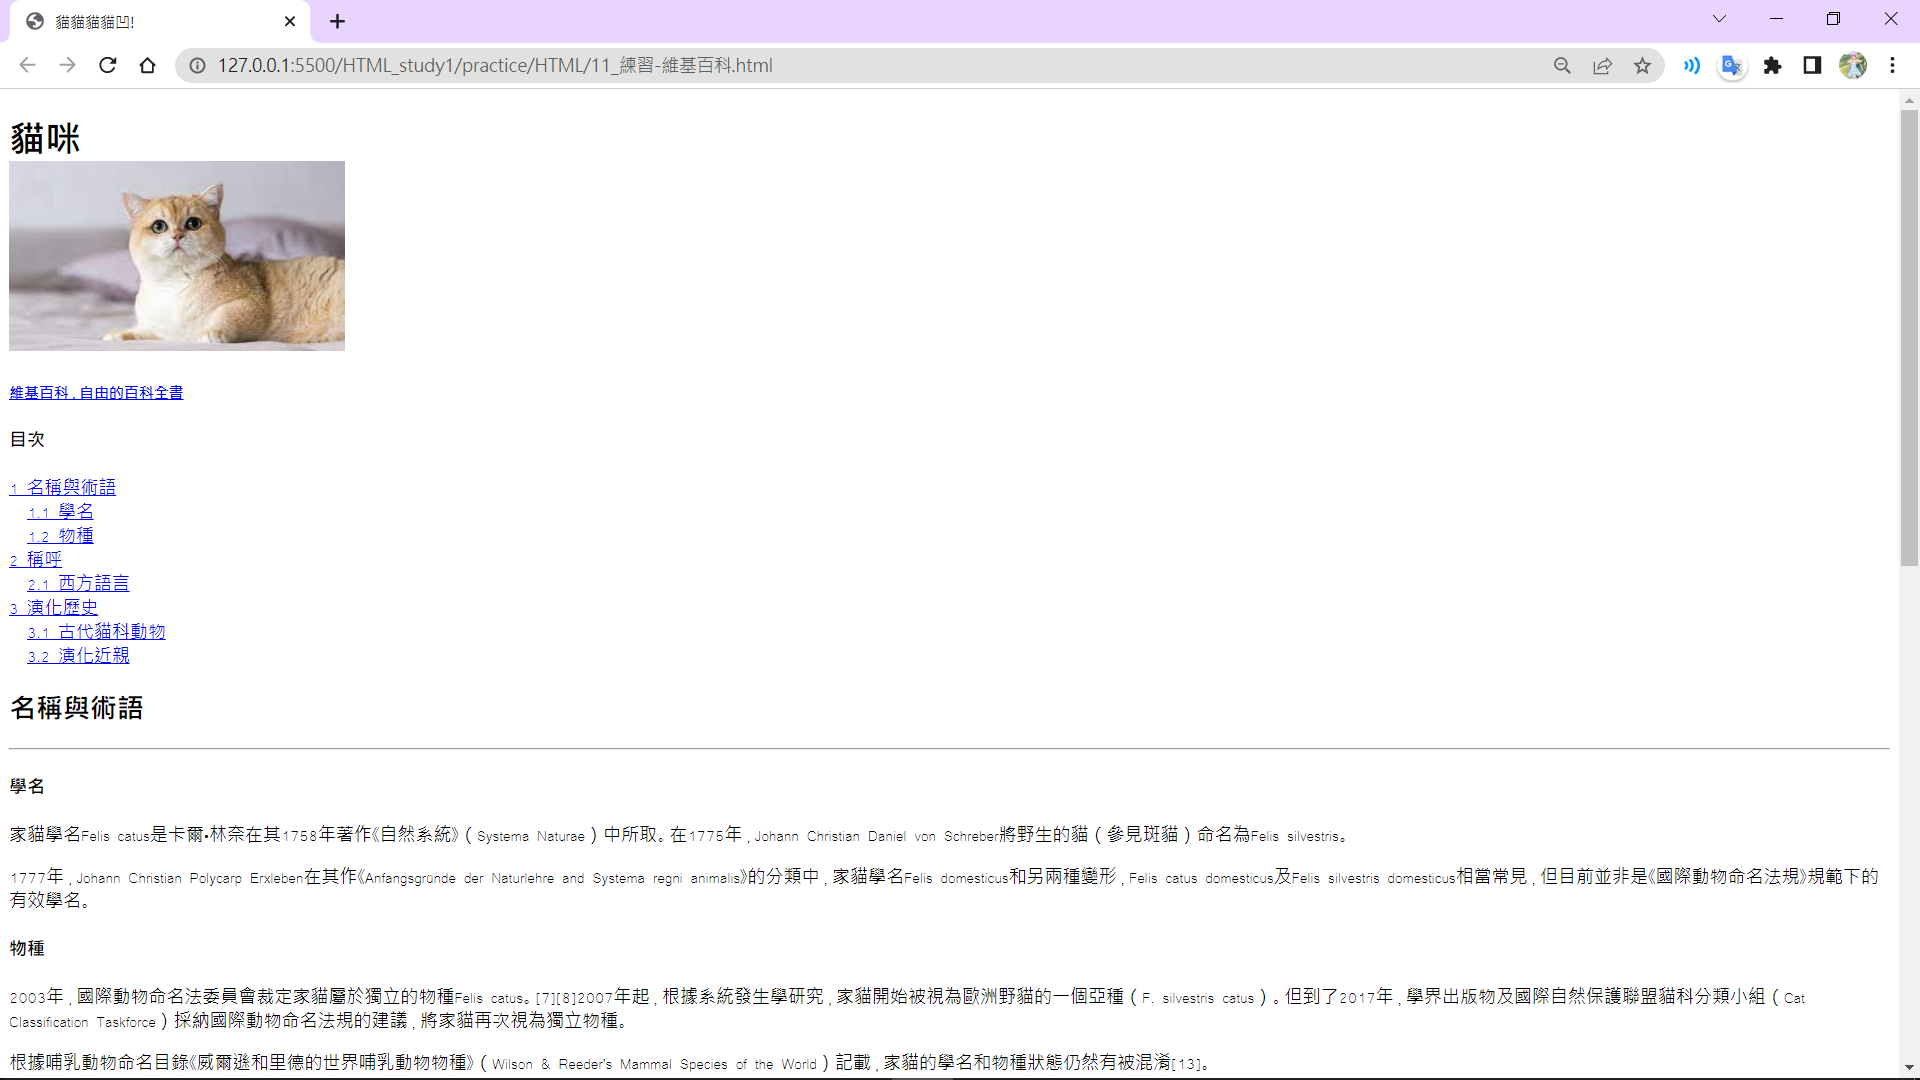 貓貓貓貓凹!
127.0.0.1:5500/HTML_study1/practice/HTML/11_練習-維基百科.html
貓咪
維基百科,自由的百科全書
目次
1 名稱與術語
1.1 學名
1.2 物種
2 稱呼
2.1 西方語言
3 演化歷史
3.1 古代貓科動物
3.2 演化近親
名稱與術語
學名
家貓學名Felis catus是卡爾·林奈在其1758年著作《自然系統》(Systema Naturae)中所取。在1775年,Johann Christian Daniel von Schreber將野生的貓(參見斑貓)命名為Felis silvestris。
1777年,Johann Christian Polycarp Erxleben在其作《Anfangsgründe der Naturlehre and Systema regni animalis》的分類中,家貓學名Felis domesticus和另兩種變形,Felis catus domesticus及Felis silvestris domesticus相當常見,但目前並非是《國際動物命名法規》規範下的
有效學名。
物種
2003年,國際動物命名法委員會裁定家貓屬於獨立的物種Felis catus。[7][8]2007年起,根據系統發生學研究,家貓開始被視為歐洲野貓的一個亞種(F. silvestris catus)。但到了2017年,學界出版物及國際自然保護聯盟貓科分類小組(Cat
Classification Taskforce)採納國際動物命名法規的建議,將家貓再次視為獨立物種。
根據哺乳動物命名目錄《威爾遜和里德的世界哺乳動物物種》(Wilson & Reeder's Mammal Species of the World)記載,家貓的學名和物種狀態仍然有被混淆[13]。